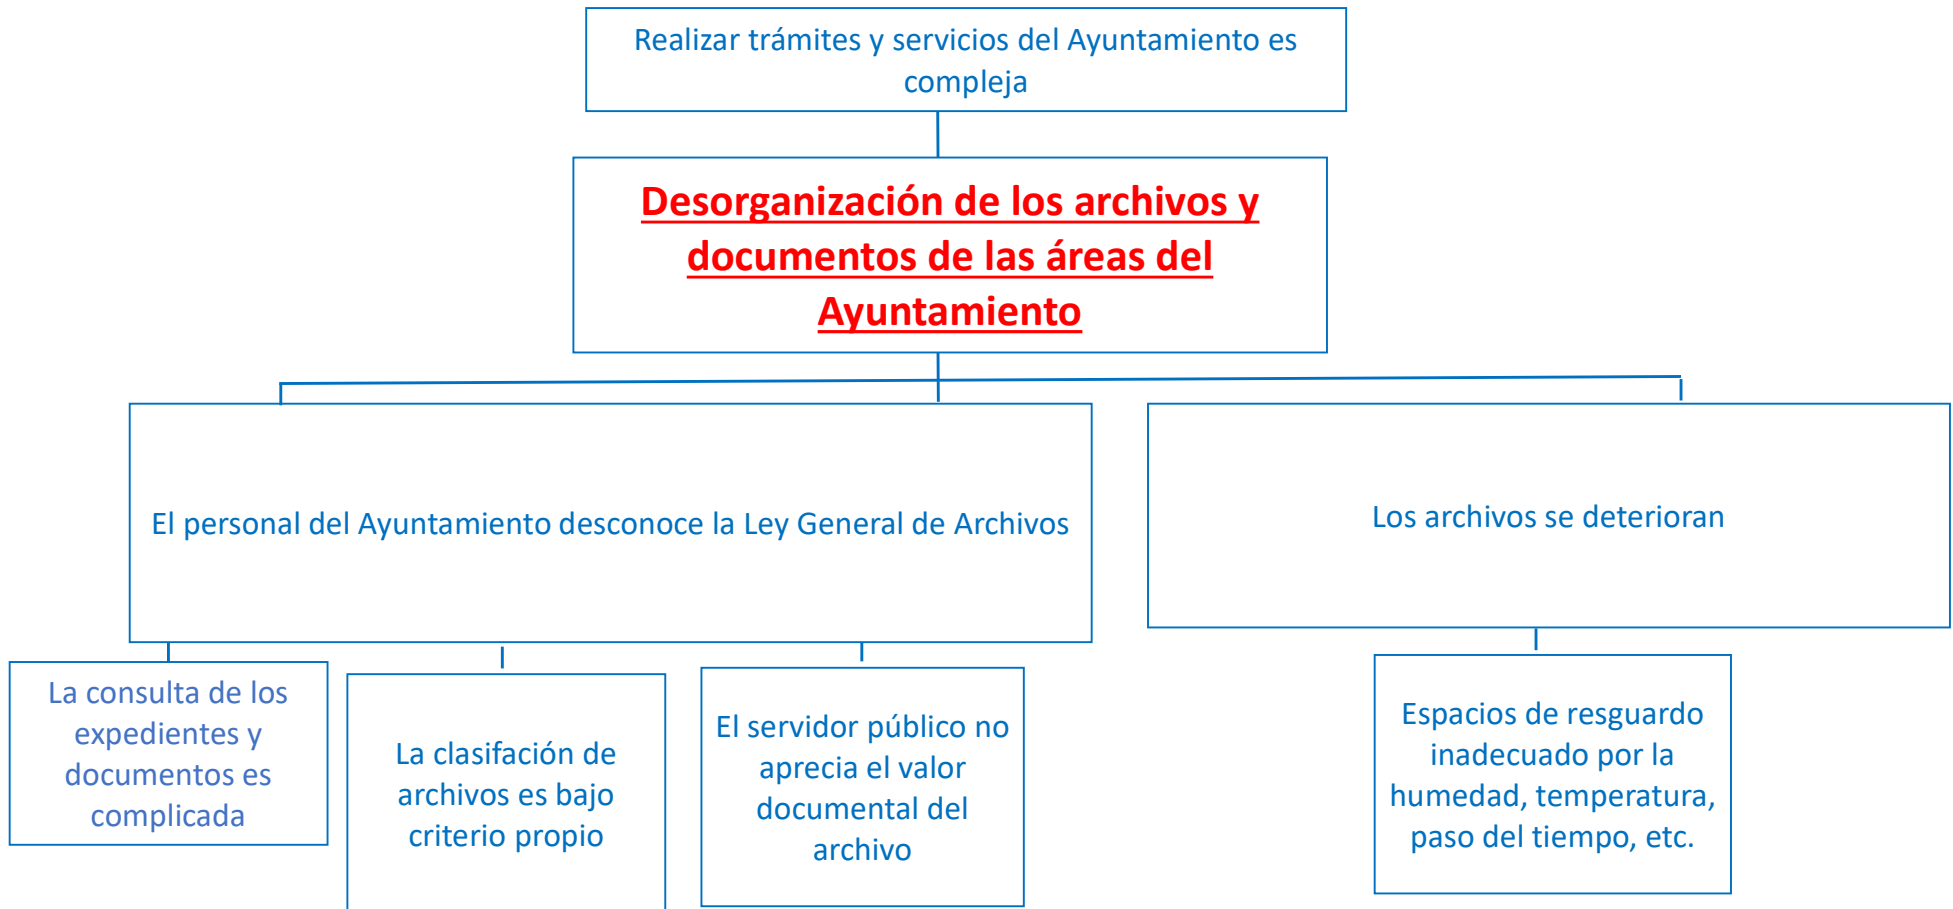 Realizar trámites y servicios del Ayuntamiento es
compleja
Desorganización de los archivos y
documentos de las áreas del
Ayuntamiento
El personal del Ayuntamiento desconoce la Ley General de Archivos
Los archivos se deterioran
La consulta de los
expedientes y
documentos es
complicada
La clasifación de
archivos es bajo
criterio propio
El servidor público no
aprecia el valor
documental del
archivo
Espacios de resguardo
inadecuado por la
humedad, temperatura,
paso del tiempo, etc.